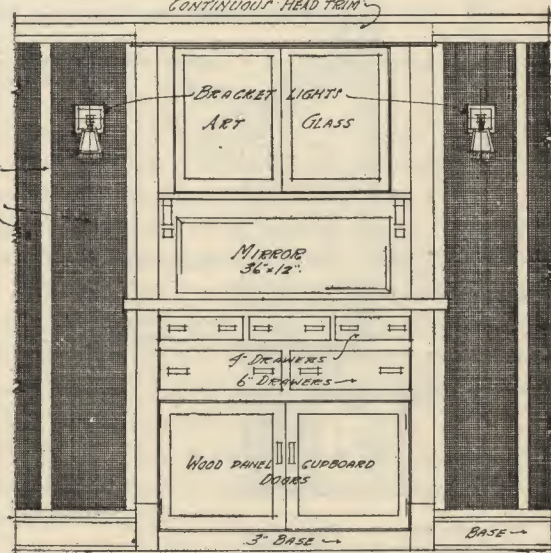 CONTINUOUS HEAD TRIM
BRACKET LIGHTS
ART GLASS
MIRROR
36" x 12"
4" DRAWERS
6" DRAWERS
WOOD PANEL CUPBOARD
DOORS
3" BASE
BASE